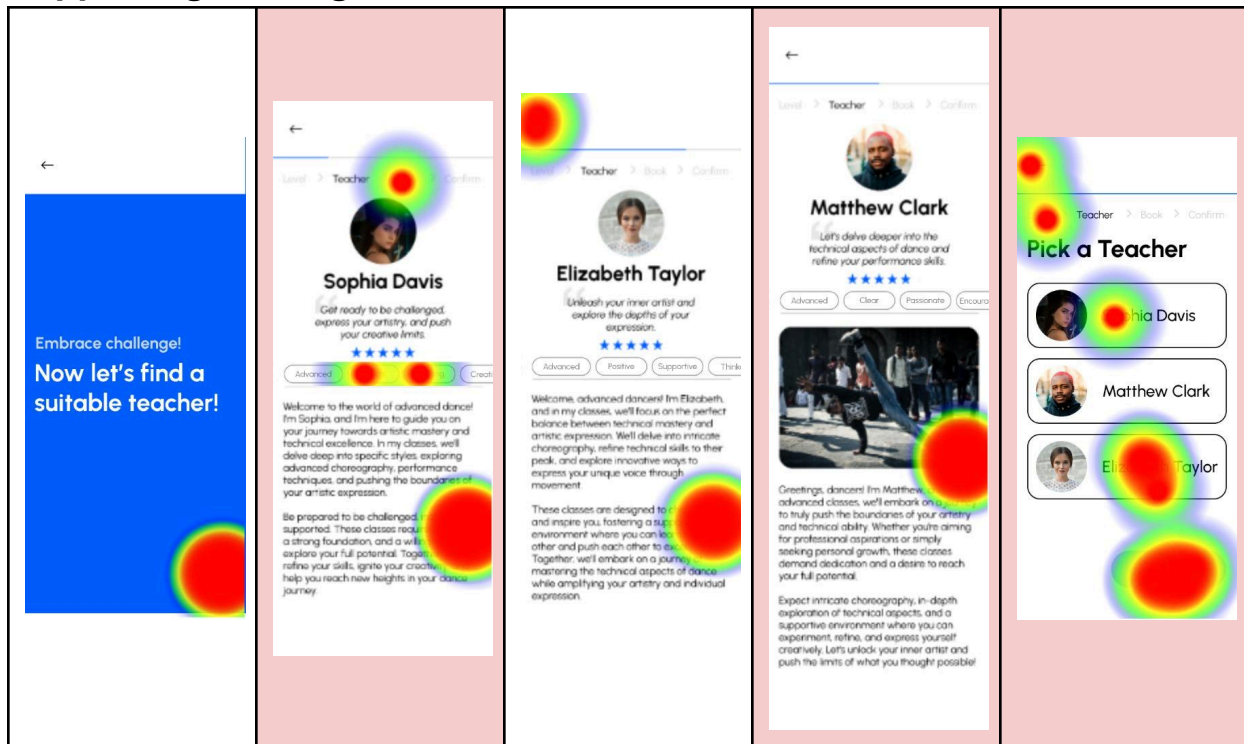 ←
Embrace challenge!
Now let's find a
suitable teacher!
←
Level > Teacher > Confirm
Sophia Davis
Get ready to be challenged,
express your artistry, and push
your creative limits.
★★★★★
Advanced Creati
Welcome to the world of advanced dance!
I'm Sophia, and I'm here to guide you on
your journey towards artistic mastery and
technical excellence. In my classes, we'll
delve deep into specific styles, exploring
advanced choreography, performance
techniques, and pushing the boundaries of
your artistic expression.
Be prepared to be challenged,
supported. These classes
a strong foundation, and a
explore your full potential.
refine your skills, ignite your
help you reach new heights in your dance
journey.
Level > Teacher > Book > Confirm
Elizabeth Taylor
Unleash your inner artist and
explore the depths of your
expression.
★★★★★
Advanced Positive Supportive Think
Welcome, advanced dancers! I'm Elizabeth,
and in my classes, we'll focus on the perfect
balance between technical mastery and
artistic expression. We'll delve into intricate
choreography, refine technical skills to their
peak, and explore innovative ways to
express your unique voice through
movement.
These classes are designed to
and inspire you, fostering a
environment where you can
other and push each other to
Together, we'll embark on a journey
mastering the technical aspects of dance
while amplifying your artistry and individual
expression.
←
Level > Teacher > Book > Confirm
Matthew Clark
Let's delve deeper into the
technical aspects of dance and
refine your performance skills.
★★★★★
Advanced Clear Passionate Encoura
Greetings, dancers! I'm Matthew,
advanced classes, we'll embark on a journey
to truly push the boundaries of your artistry
and technical ability. Whether you're aiming
for professional aspirations or simply
seeking personal growth, these classes
demand dedication and a desire to reach
your full potential.
Expect intricate choreography, in-depth
exploration of technical aspects, and a
supportive environment where you can
experiment, refine, and express yourself
creatively. Let's unlock your inner artist and
push the limits of what you thought possible!
Teacher > Book > Confirm
Pick a Teacher
Davis
Matthew Clark
Taylor